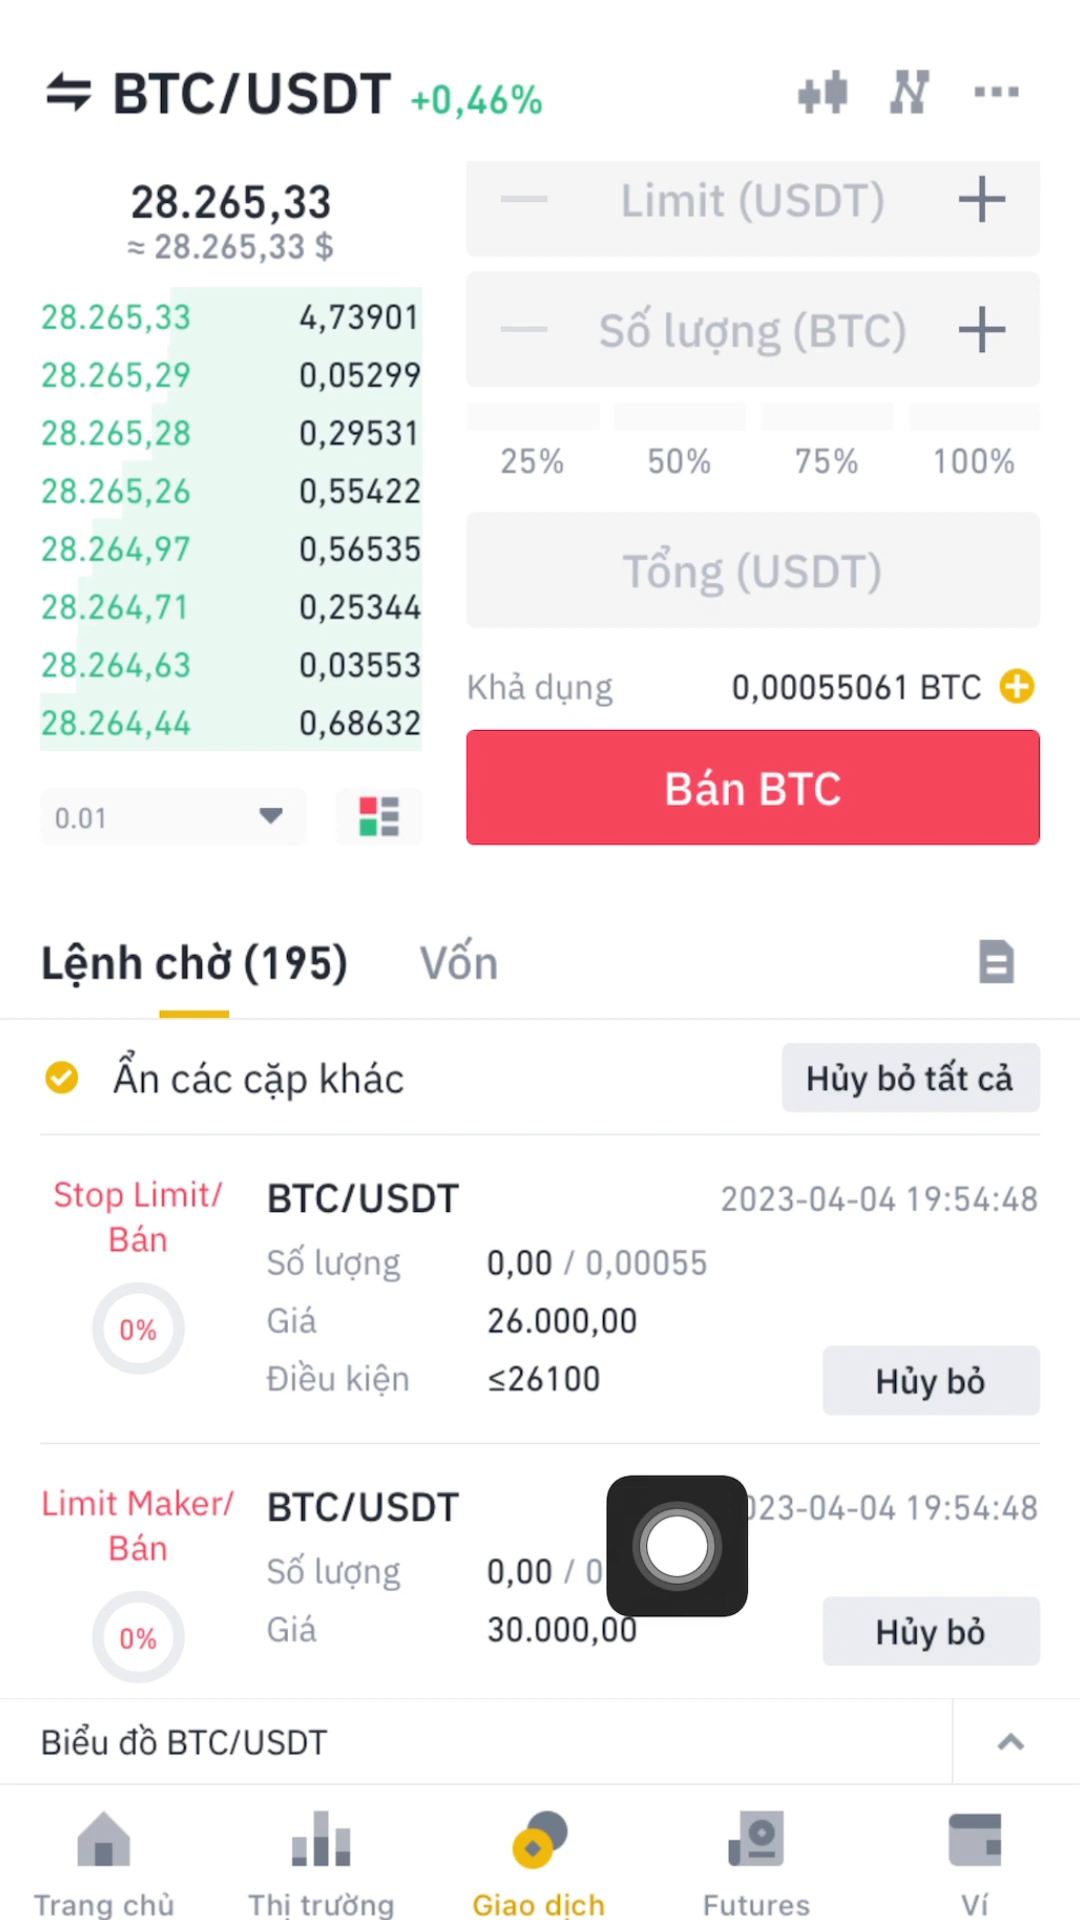 BTC/USDT +0,46%
28.265,33
≈ 28.265,33 $
28.265,33 4,73901
28.265,29 0,05299
28.265,28 0,29531
28.265,26 0,55422
28.264,97 0,56535
28.264,71 0,25344
28.264,63 0,03553
28.264,44 0,68632
0.01
Limit (USDT)
Số lượng (BTC)
25% 50% 75% 100%
Tổng (USDT)
Khả dụng 0,00055061 BTC
Bán BTC
Lệnh chờ (195) Vốn
Ẩn các cặp khác Hủy bỏ tất cả
Stop Limit/
Bán
0%
BTC/USDT 2023-04-04 19:54:48
Số lượng 0,00 / 0,00055
Giá 26.000,00
Điều kiện ≤26100
Hủy bỏ
Limit Maker/
Bán
0%
BTC/USDT 023-04-04 19:54:48
Số lượng 0,00 / 0
Giá 30.000,00
Hủy bỏ
Biểu đồ BTC/USDT
Trang chủ Thị trường Giao dịch Futures Ví